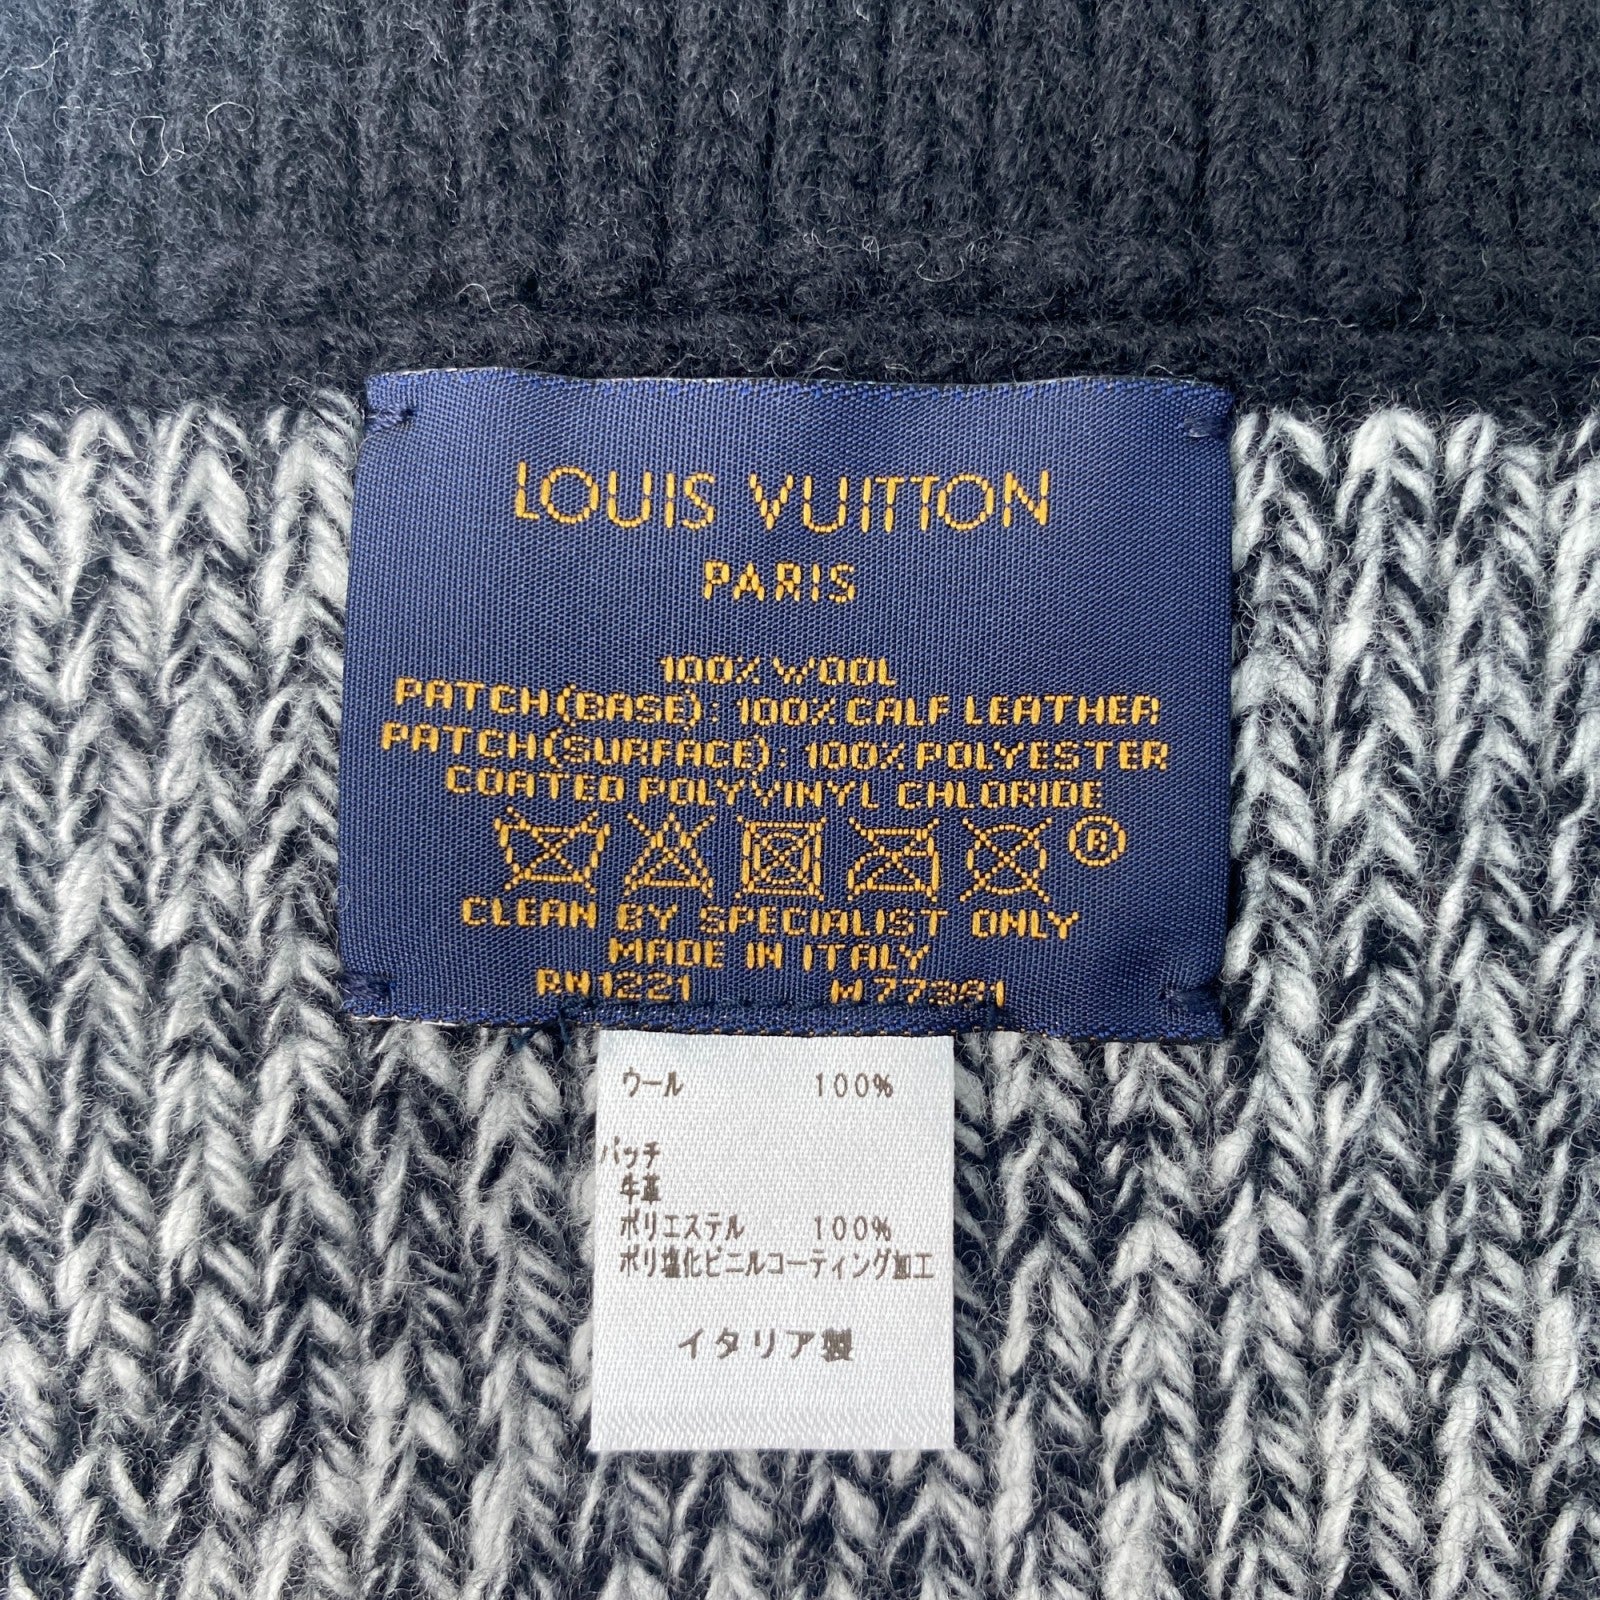 LOUIS VUITTON
PARIS
100% WOOL
PATCH(BASE): 100% CALF LEATHER
PATCH(SURFACE): 100% POLYESTER
COATED POLYVINYL CHLORIDE
®
CLEAN BY SPECIALIST ONLY
MADE IN ITALY
RN1221 M77381
ウール 100%
パッチ
牛革
ポリエステル 100%
ポリ塩化ビニルコーティング加工
イタリア製